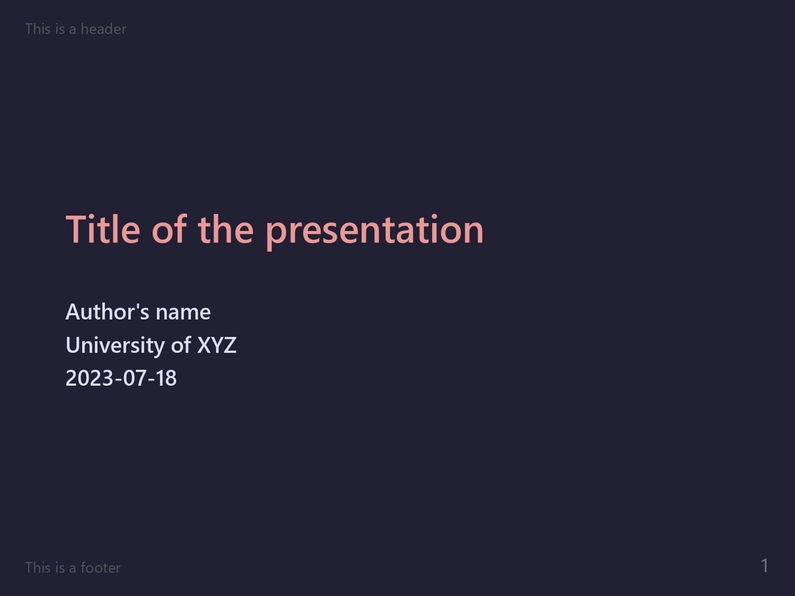 This is a header
Title of the presentation
Author's name
University of XYZ
2023-07-18
This is a footer
1